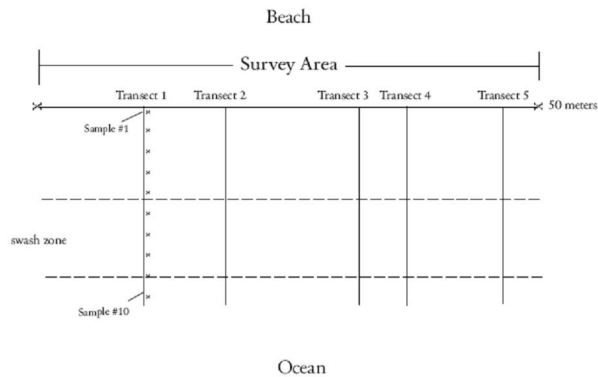 Beach
Survey Area
Transect 1 Transect 2 Transect 3 Transect 4 Transect 5
50 meters
Sample #1
swash zone
Sample #10
Ocean